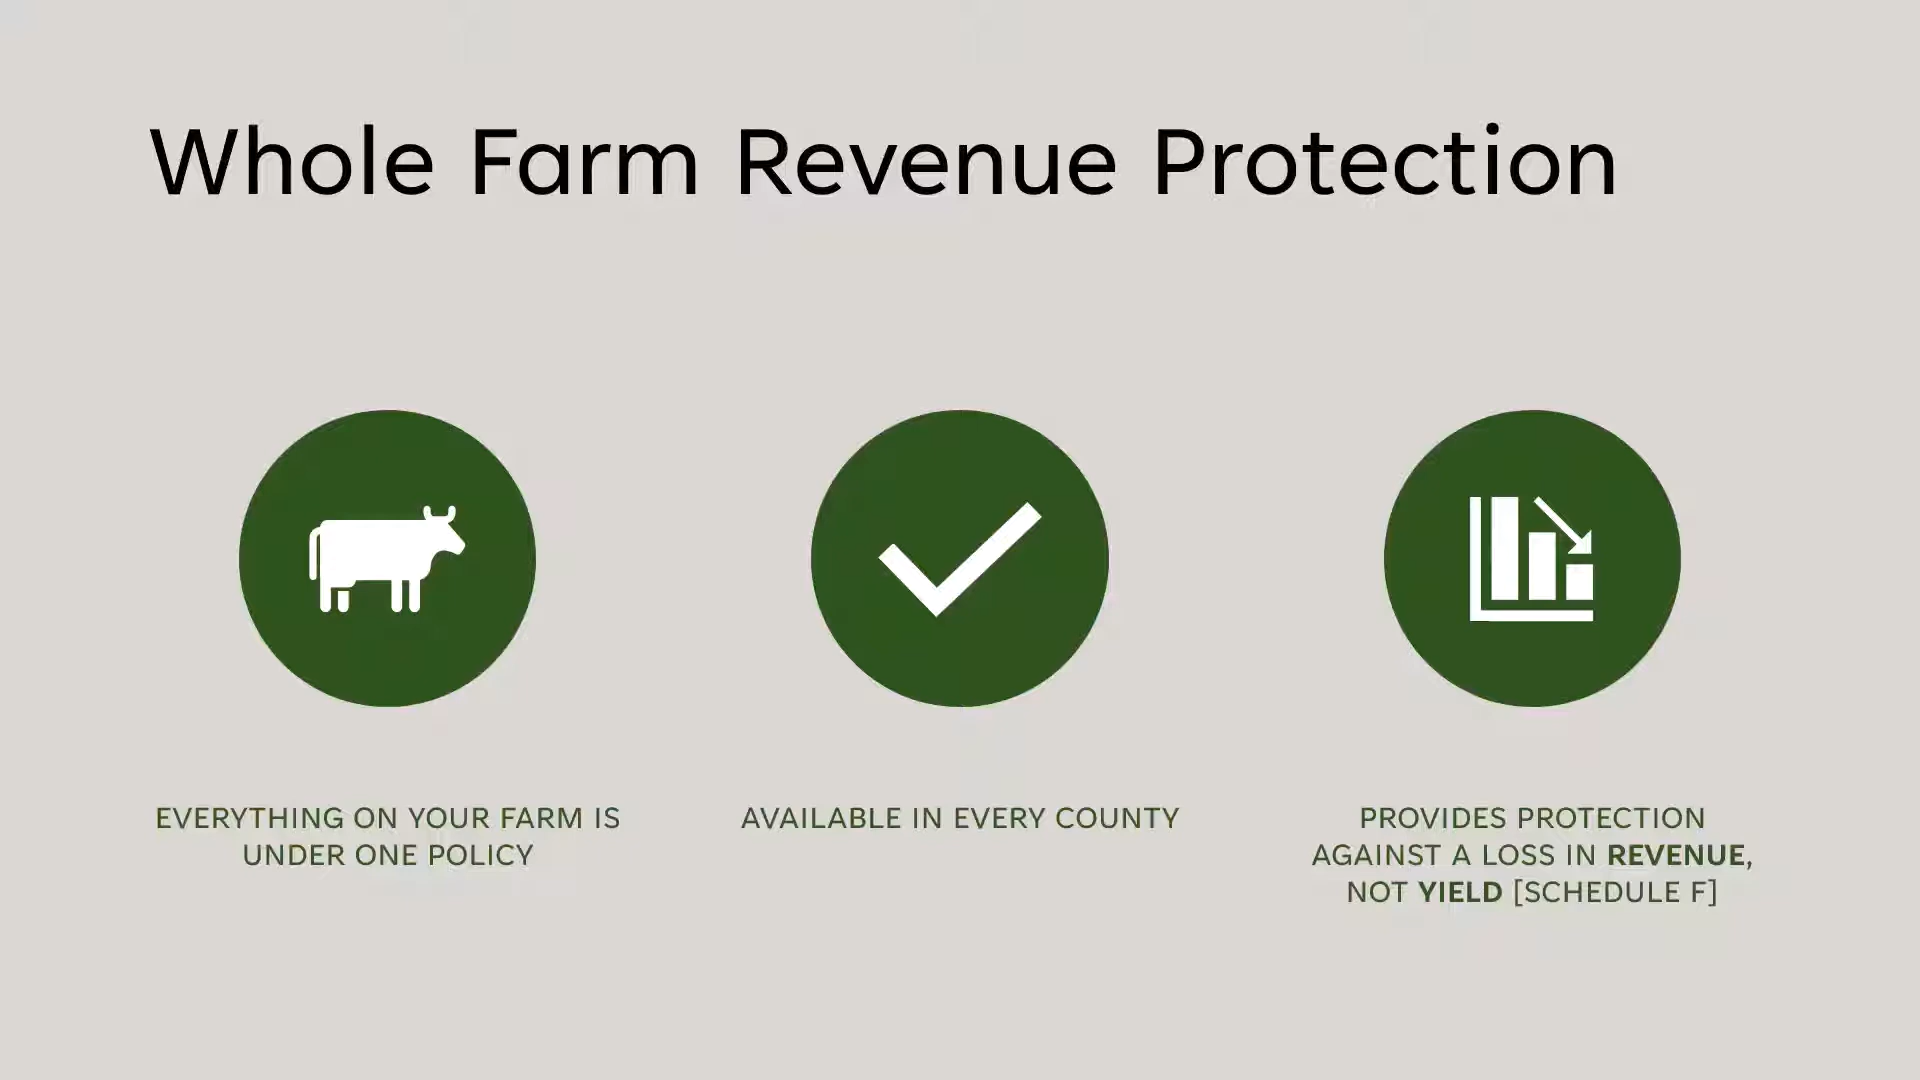 Whole Farm Revenue Protection
EVERYTHING ON YOUR FARM IS
UNDER ONE POLICY
AVAILABLE IN EVERY COUNTY
PROVIDES PROTECTION
AGAINST A LOSS IN REVENUE,
NOT YIELD [SCHEDULE F]